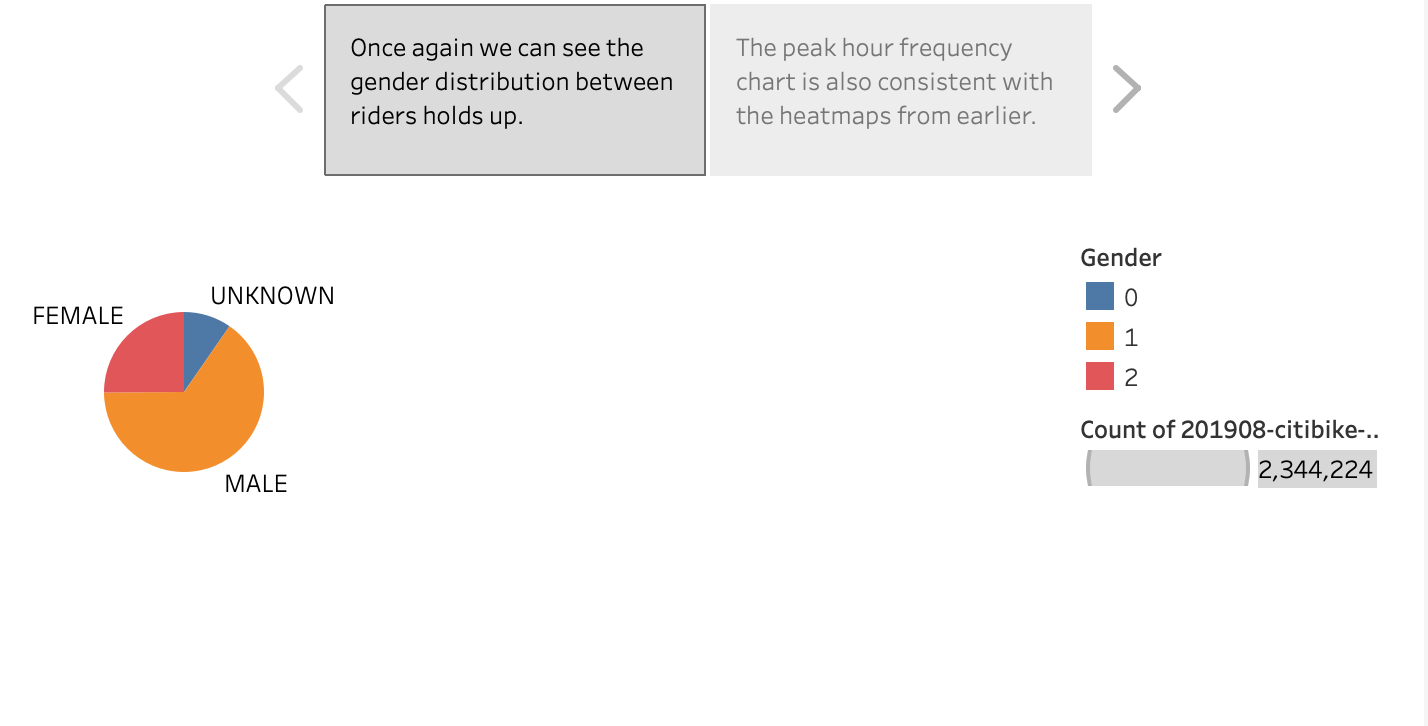 Once again we can see the
gender distribution between
riders holds up.
The peak hour frequency
chart is also consistent with
the heatmaps from earlier.
UNKNOWN
FEMALE
MALE
Gender
0
1
2
Count of 201908-citibike-..
2,344,224